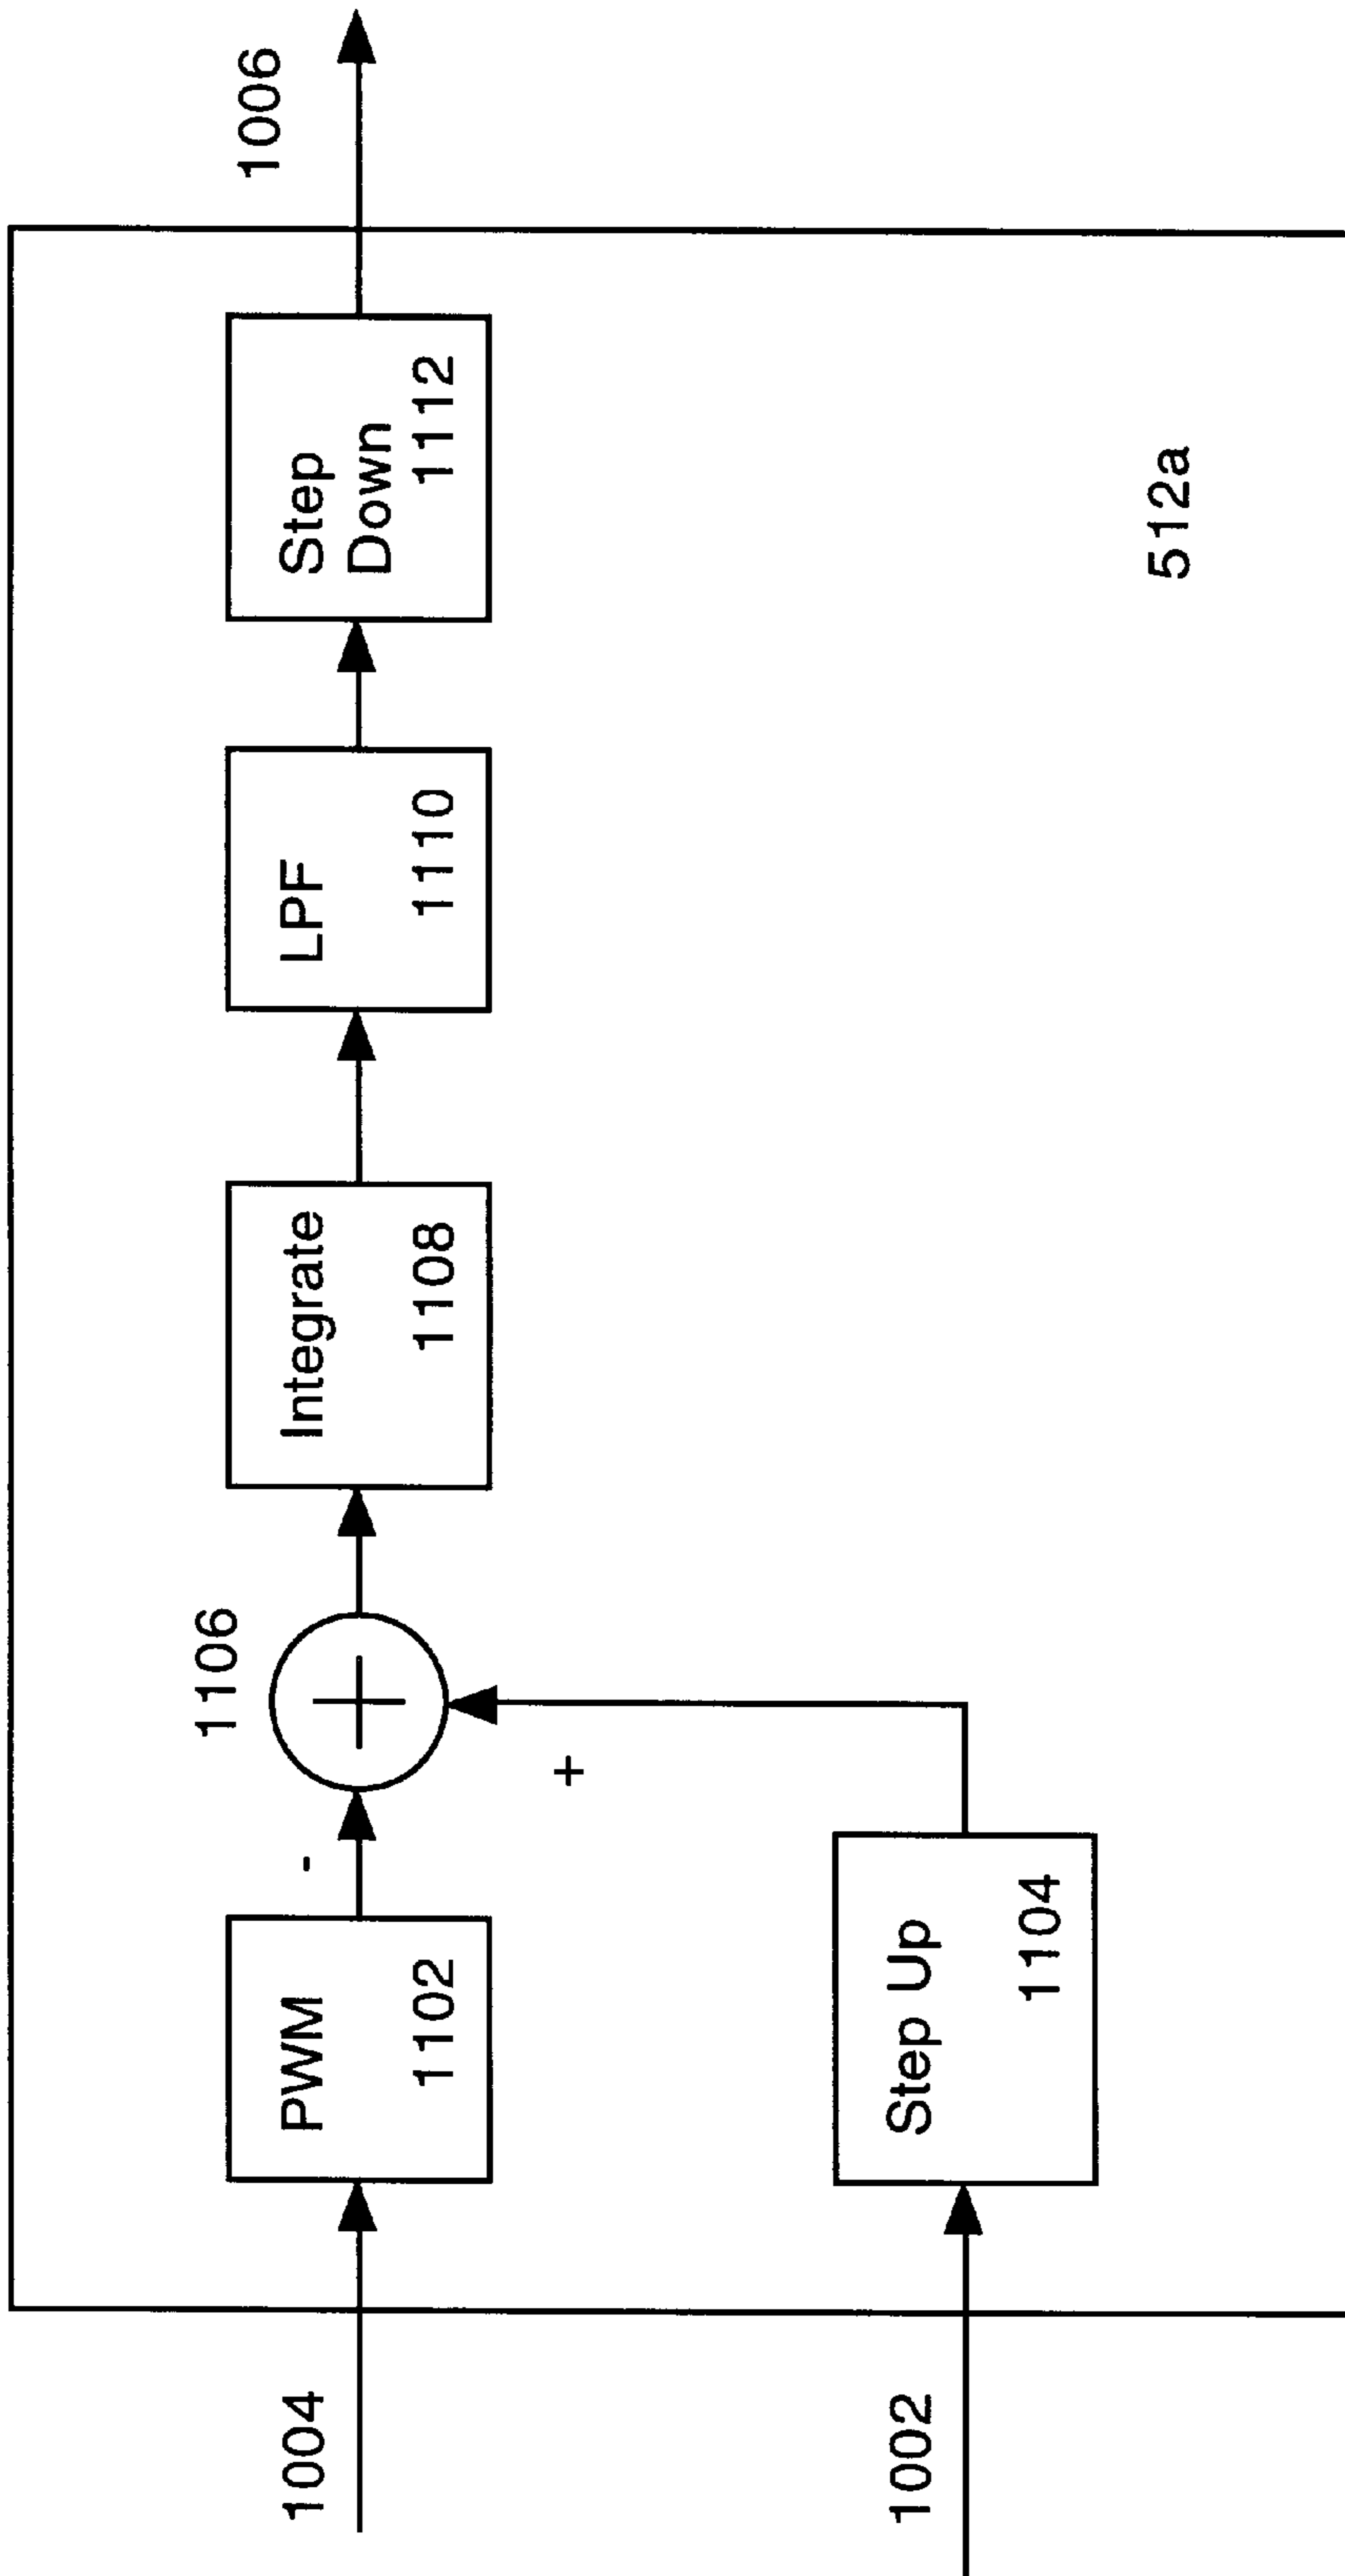 1004
PWM
1102
-
1106
Integrate
1108
LPF
1110
Step
Down
1112
1006
+
1002
Step Up
1104
512a